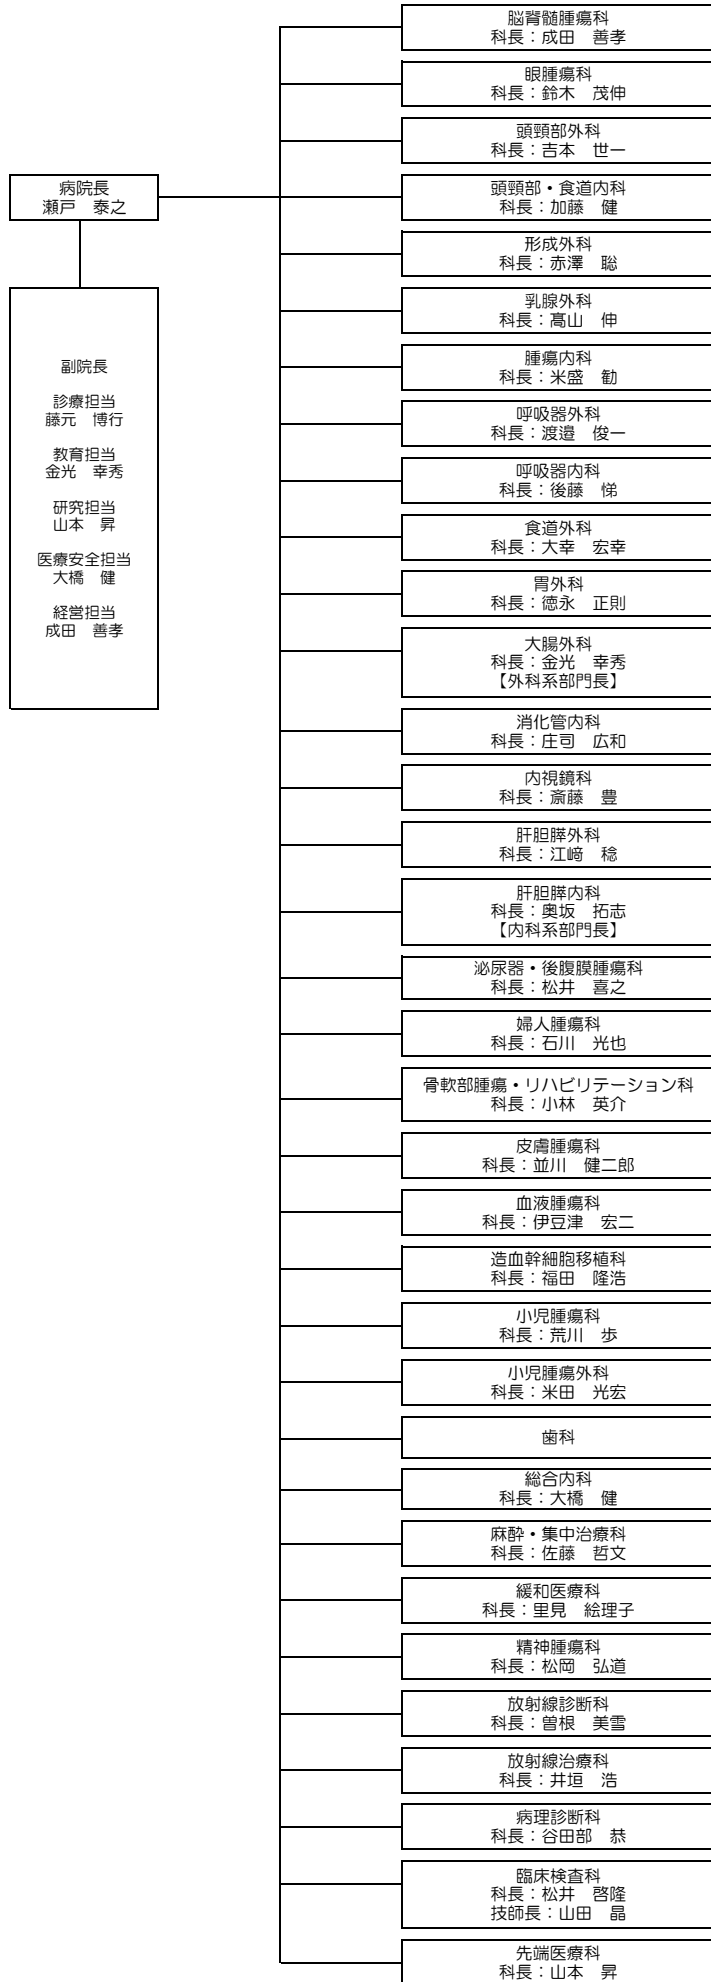 病院長
瀬戸　泰之
副院長
診療担当
藤元　博行
教育担当
金光　幸秀
研究担当
山本　昇
医療安全担当
大橋　健
経営担当
成田　善孝
脳脊髄腫瘍科
科長：成田　善孝
眼腫瘍科
科長：鈴木　茂伸
頭頸部外科
科長：吉本　世一
頭頸部・食道内科
科長：加藤　健
形成外科
科長：赤澤　聡
乳腺外科
科長：髙山　伸
腫瘍内科
科長：米盛　勧
呼吸器外科
科長：渡邉　俊一
呼吸器内科
科長：後藤　悌
食道外科
科長：大幸　宏幸
胃外科
科長：徳永　正則
大腸外科
科長：金光　幸秀
【外科系部門長】
消化管内科
科長：庄司　広和
内視鏡科
科長：斎藤　豊
肝胆膵外科
科長：江﨑　稔
肝胆膵内科
科長：奥坂　拓志
【内科系部門長】
泌尿器・後腹膜腫瘍科
科長：松井　喜之
婦人腫瘍科
科長：石川　光也
骨軟部腫瘍・リハビリテーション科
科長：小林　英介
皮膚腫瘍科
科長：並川　健二郎
血液腫瘍科
科長：伊豆津　宏二
造血幹細胞移植科
科長：福田　隆浩
小児腫瘍科
科長：荒川　歩
小児腫瘍外科
科長：米田　光宏
歯科
総合内科
科長：大橋　健
麻酔・集中治療科
科長：佐藤　哲文
緩和医療科
科長：里見　絵理子
精神腫瘍科
科長：松岡　弘道
放射線診断科
科長：曽根　美雪
放射線治療科
科長：井垣　浩
病理診断科
科長：谷田部　恭
臨床検査科
科長：松井　啓隆
技師長：山田　晶
先端医療科
科長：山本　昇